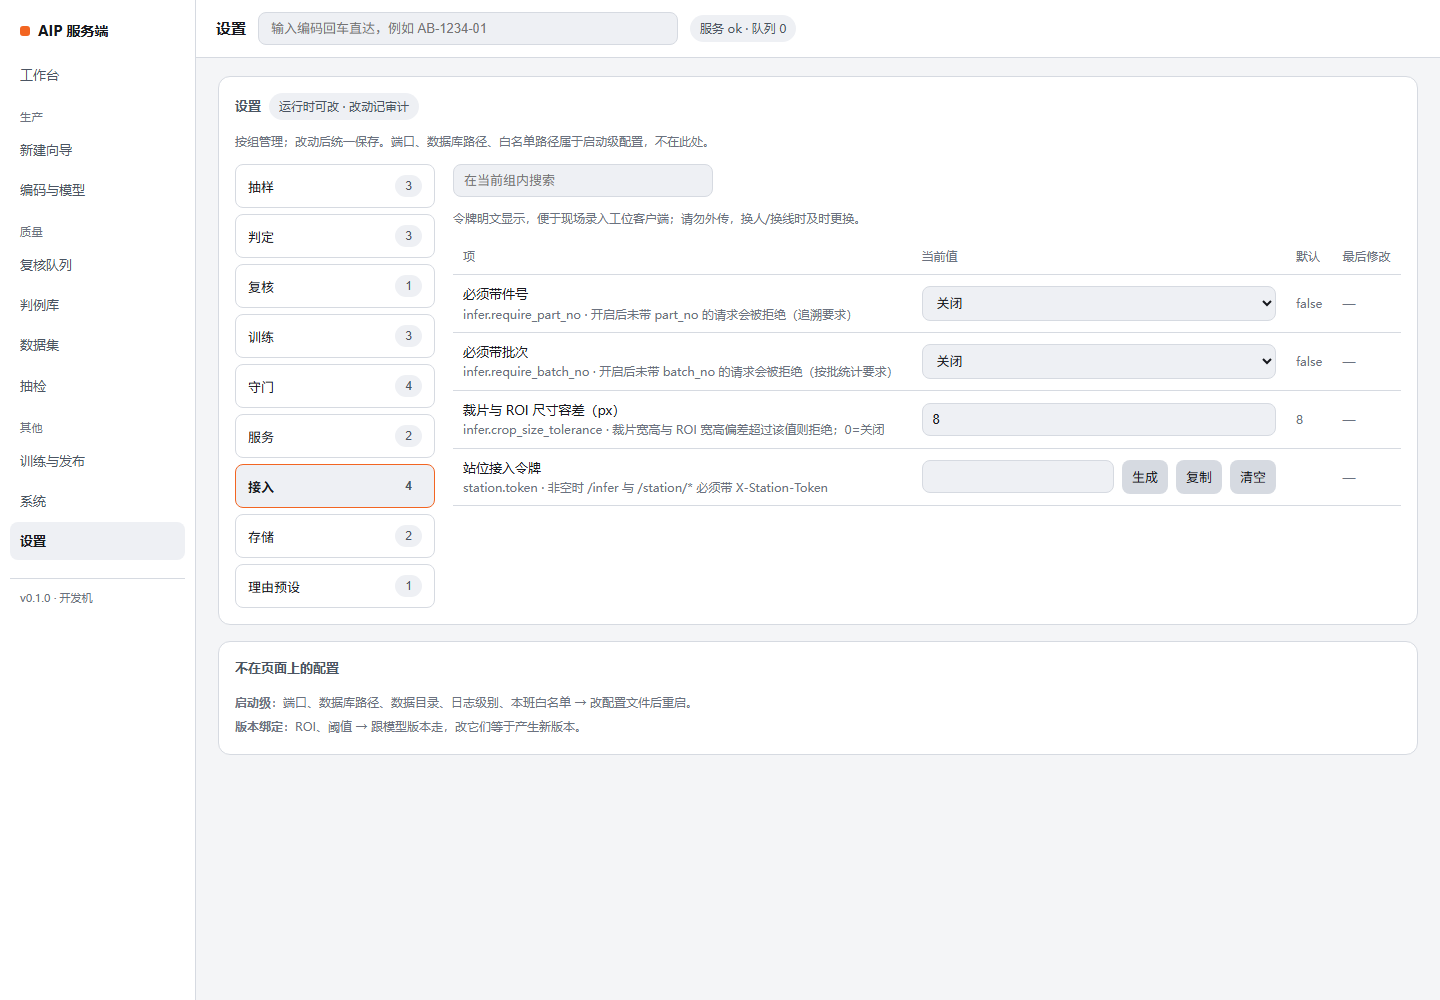 AIP 服务端
工作台
生产
新建向导
编码与模型
质量
复核队列
判例库
数据集
抽检
其他
训练与发布
系统
设置
v0.1.0 · 开发机
设置
输入编码回车直达，例如 AB-1234-01
服务 ok · 队列 0
设置
运行时可改 · 改动记审计
按组管理；改动后统一保存。端口、数据库路径、白名单路径属于启动级配置，不在此处。
抽样 3
判定 3
复核 1
训练 3
守门 4
服务 2
接入 4
存储 2
理由预设 1
在当前组内搜索
令牌明文显示，便于现场录入工位客户端；请勿外传，换人/换线时及时更换。
项 当前值 默认 最后修改
必须带件号
infer.require_part_no · 开启后未带 part_no 的请求会被拒绝（追溯要求）
关闭 false —
必须带批次
infer.require_batch_no · 开启后未带 batch_no 的请求会被拒绝（按批统计要求）
关闭 false —
裁片与 ROI 尺寸容差（px）
infer.crop_size_tolerance · 裁片宽高与 ROI 宽高偏差超过该值则拒绝；0=关闭
8 8 —
站位接入令牌
station.token · 非空时 /infer 与 /station/* 必须带 X-Station-Token
生成 复制 清空 —
不在页面上的配置
启动级：端口、数据库路径、数据目录、日志级别、本班白名单 → 改配置文件后重启。
版本绑定：ROI、阈值 → 跟模型版本走，改它们等于产生新版本。